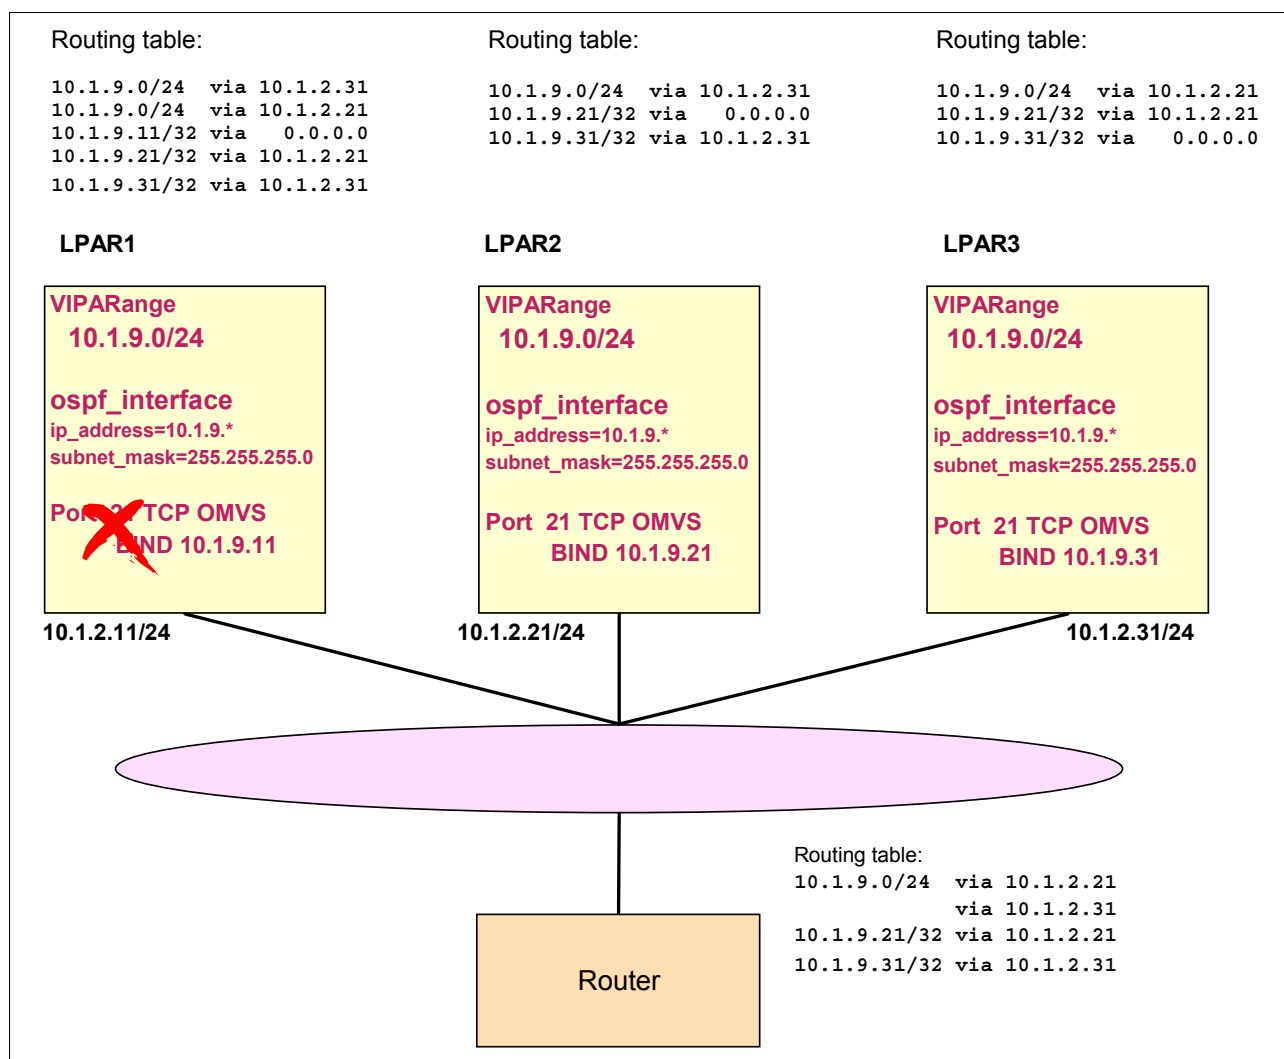 Routing table:
10.1.9.0/24 via 10.1.2.31
10.1.9.0/24 via 10.1.2.21
10.1.9.11/32 via 0.0.0.0
10.1.9.21/32 via 10.1.2.21
10.1.9.31/32 via 10.1.2.31
Routing table:
10.1.9.0/24 via 10.1.2.31
10.1.9.21/32 via 0.0.0.0
10.1.9.31/32 via 10.1.2.31
Routing table:
10.1.9.0/24 via 10.1.2.21
10.1.9.21/32 via 10.1.2.21
10.1.9.31/32 via 0.0.0.0
LPAR1
VIPARange
10.1.9.0/24
ospf_interface
ip_address=10.1.9.*
subnet_mask=255.255.255.0
Port 21 TCP OMVS
BIND 10.1.9.11
10.1.2.11/24
LPAR2
VIPARange
10.1.9.0/24
ospf_interface
ip_address=10.1.9.*
subnet_mask=255.255.255.0
Port 21 TCP OMVS
BIND 10.1.9.21
10.1.2.21/24
LPAR3
VIPARange
10.1.9.0/24
ospf_interface
ip_address=10.1.9.*
subnet_mask=255.255.255.0
Port 21 TCP OMVS
BIND 10.1.9.31
10.1.2.31/24
Routing table:
10.1.9.0/24 via 10.1.2.21
via 10.1.2.31
10.1.9.21/32 via 10.1.2.21
10.1.9.31/32 via 10.1.2.31
Router